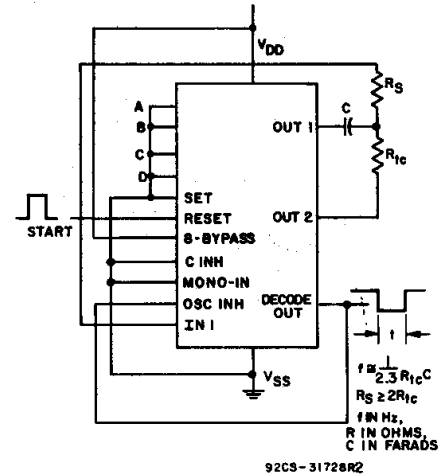 VDD
A
B
C
D
SET
RESET
8-BYPASS
C INH
MONO-IN
OSC INH
IN 1
START
OUT 1
OUT 2
DECODE
OUT
C
RS
Rtc
VSS
t
f ≅ 1
2.3 RtcC
RS ≥ 2Rtc
f IN Hz,
R IN OHMS,
C IN FARADS
92CS-31728R2